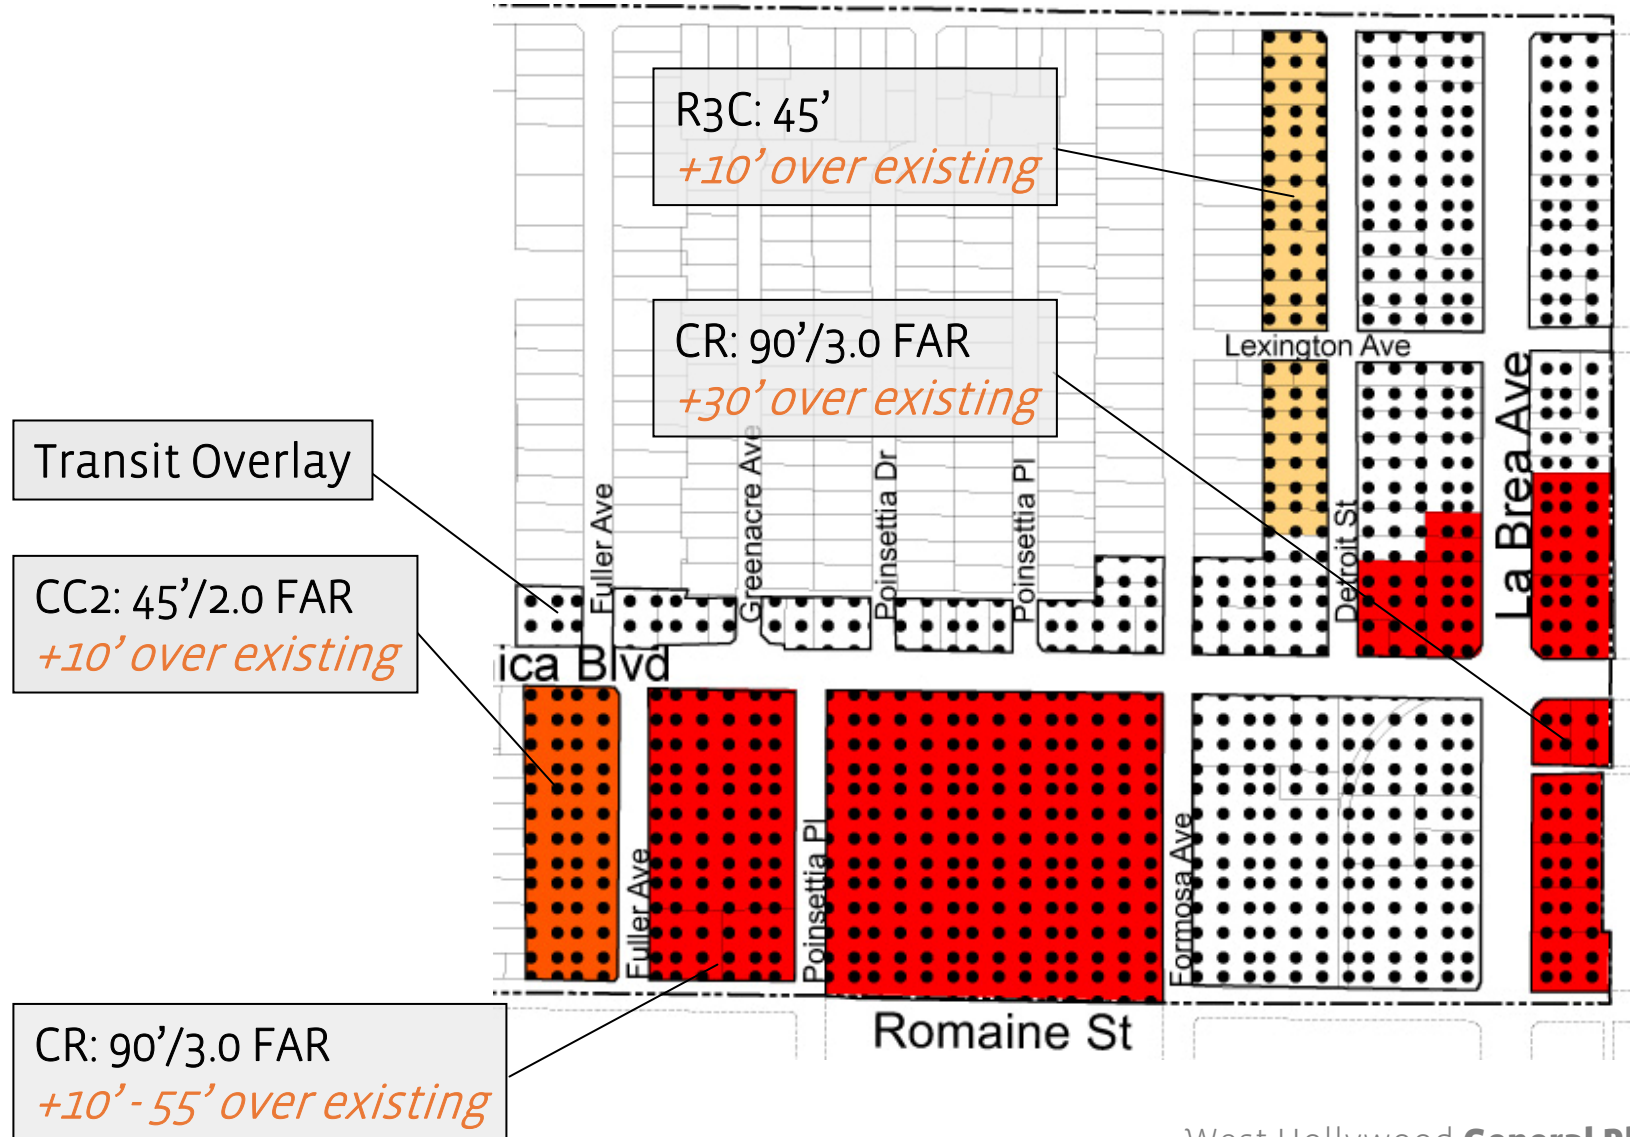 R3C: 45’
+10’ over existing
CR: 90’/3.0 FAR
+30’ over existing
Lexington Ave
La Brea Ave
Transit Overlay
Fuller Ave
Greenacre Ave
Poinsettia Dr
Poinsettia Pl
Detroit St
CC2: 45’/2.0 FAR
+10’ over existing
ica Blvd
Fuller Ave
Poinsettia Pl
Formosa Ave
CR: 90’/3.0 FAR
+10’ - 55’ over existing
Romaine St
West Hollywood General Pl